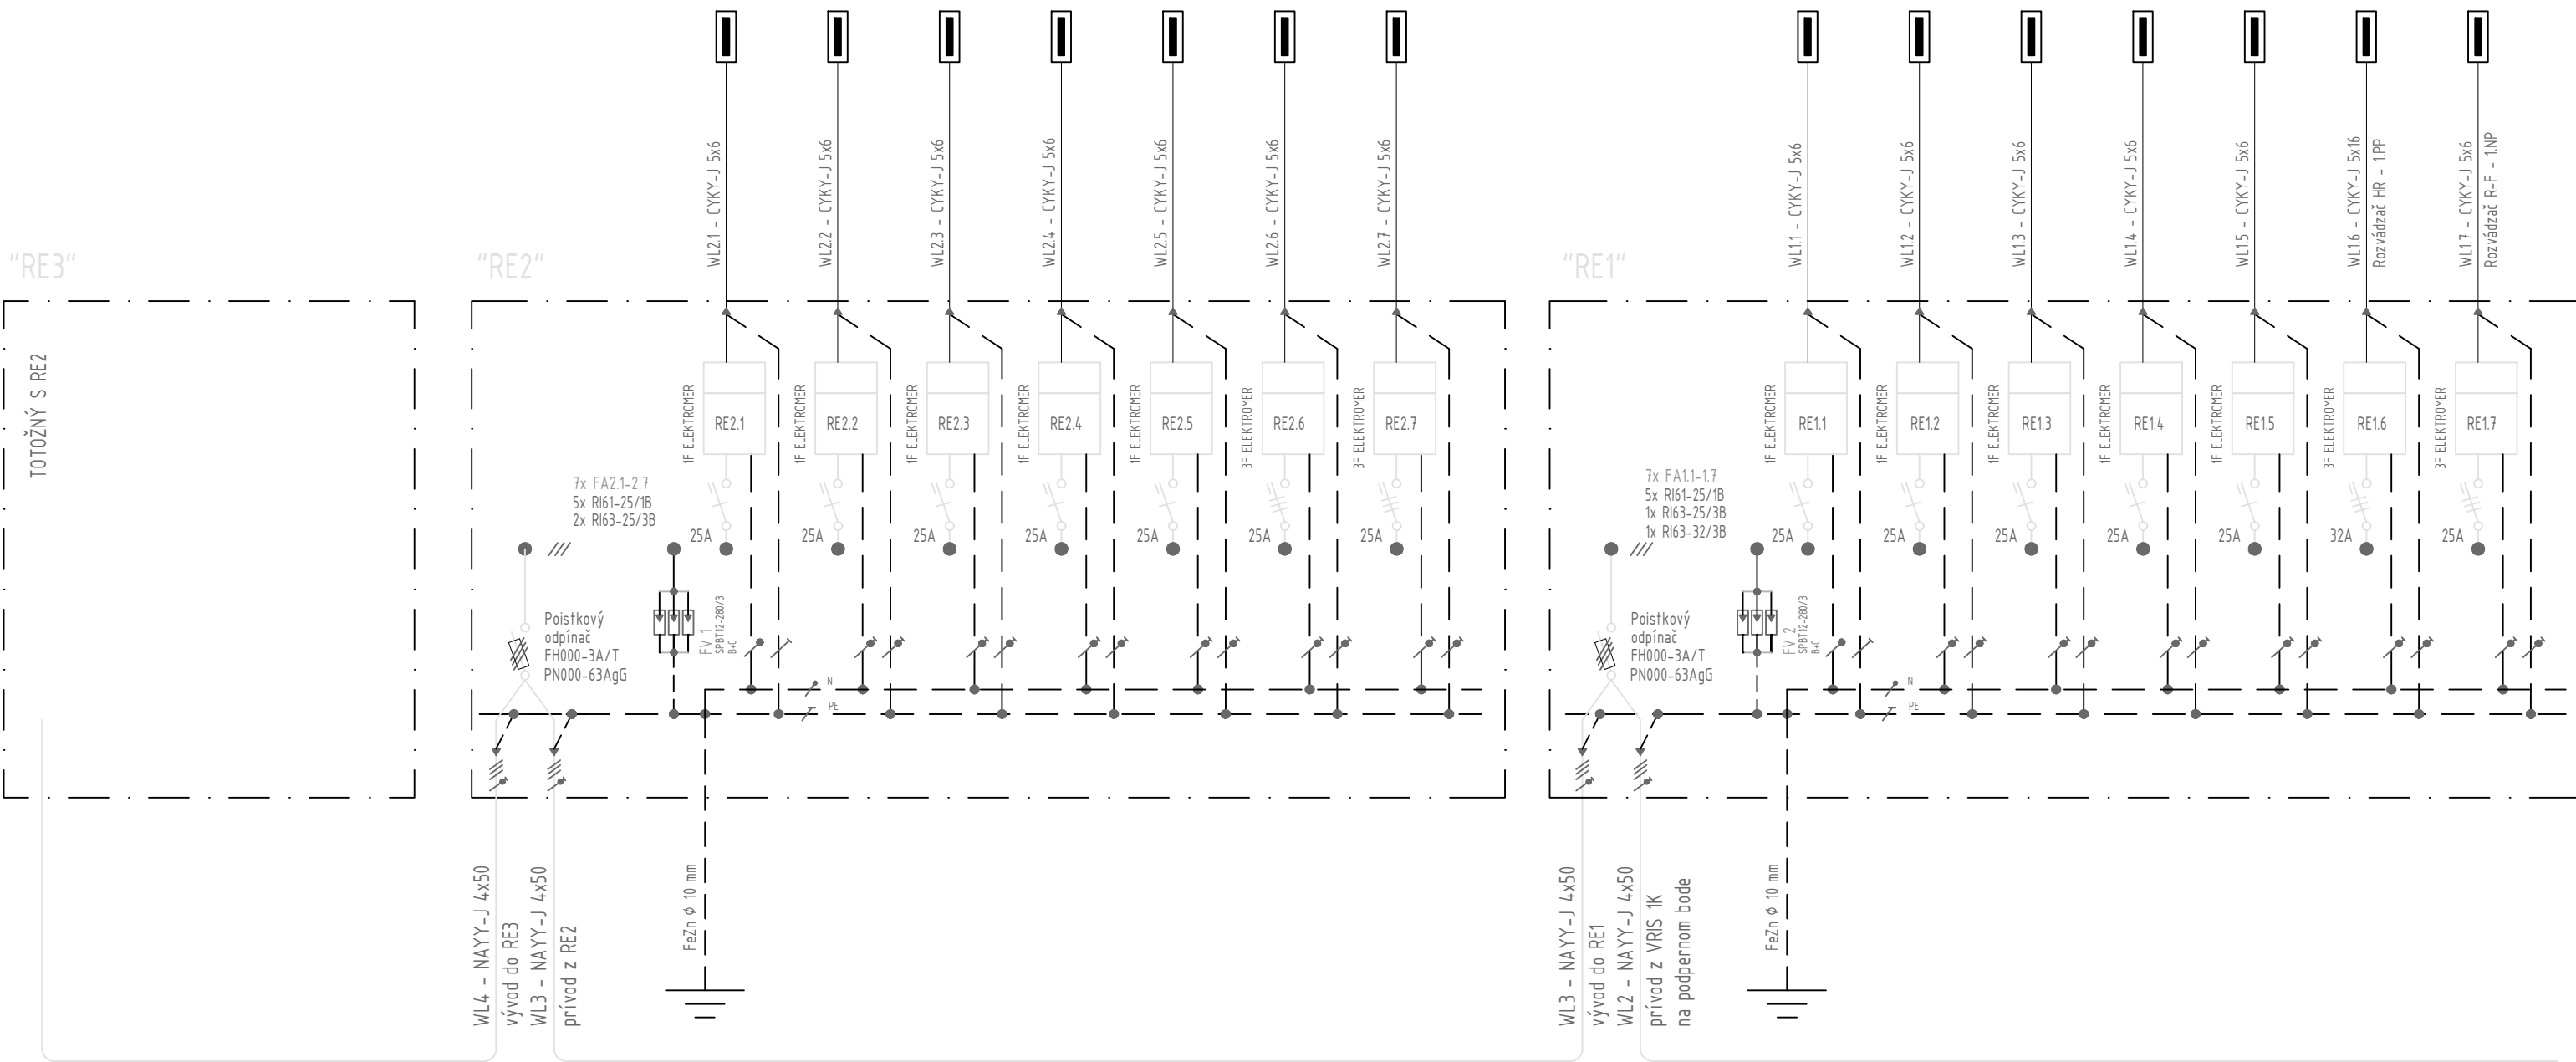 "RE3"
TOTOŽNÝ S RE2
"RE2"
WL2.1 - CYKY-J 5x6
WL2.2 - CYKY-J 5x6
WL2.3 - CYKY-J 5x6
WL2.4 - CYKY-J 5x6
WL2.5 - CYKY-J 5x6
WL2.6 - CYKY-J 5x6
WL2.7 - CYKY-J 5x6
1F ELEKTROMER
RE2.1
1F ELEKTROMER
RE2.2
1F ELEKTROMER
RE2.3
1F ELEKTROMER
RE2.4
1F ELEKTROMER
RE2.5
3F ELEKTROMER
RE2.6
3F ELEKTROMER
RE2.7
7x FA2.1-2.7
5x RI61-25/1B
2x RI63-25/3B
25A
25A
25A
25A
25A
25A
25A
Poistkový
odpínač
FH000-3A/T
PN000-63AgG
FV 1
SPBT12-280/3
B+C
N
PE
WL4 - NAYY-J 4x50
vývod do RE3
WL3 - NAYY-J 4x50
prívod z RE2
FeZn ϕ 10 mm
"RE1"
WL1.1 - CYKY-J 5x6
WL1.2 - CYKY-J 5x6
WL1.3 - CYKY-J 5x6
WL1.4 - CYKY-J 5x6
WL1.5 - CYKY-J 5x6
WL1.6 - CYKY-J 5x16
Rozvádzač HR - 1.PP
WL1.7 - CYKY-J 5x6
Rozvádzač R-F - 1.NP
1F ELEKTROMER
RE1.1
1F ELEKTROMER
RE1.2
1F ELEKTROMER
RE1.3
1F ELEKTROMER
RE1.4
1F ELEKTROMER
RE1.5
3F ELEKTROMER
RE1.6
3F ELEKTROMER
RE1.7
7x FA1.1-1.7
5x RI61-25/1B
1x RI63-25/3B
1x RI63-32/3B
25A
25A
25A
25A
25A
32A
25A
Poistkový
odpínač
FH000-3A/T
PN000-63AgG
FV 2
SPBT12-280/3
B+C
N
PE
WL3 - NAYY-J 4x50
vývod do RE1
WL2 - NAYY-J 4x50
prívod z VRIS 1K
na podpernom bode
FeZn ϕ 10 mm